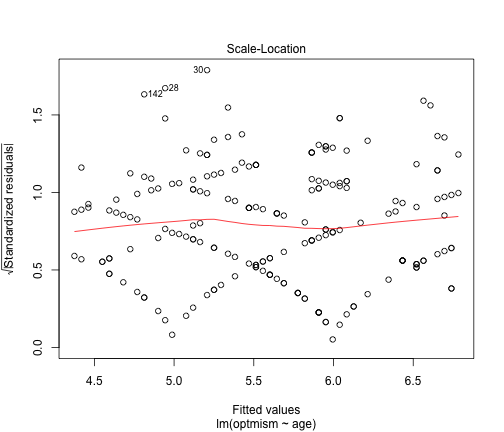 Scale-Location
√|Standardized residuals|
0.0
0.5
1.0
1.5
30
28
142
4.5 5.0 5.5 6.0 6.5
Fitted values
lm(optmism ~ age)